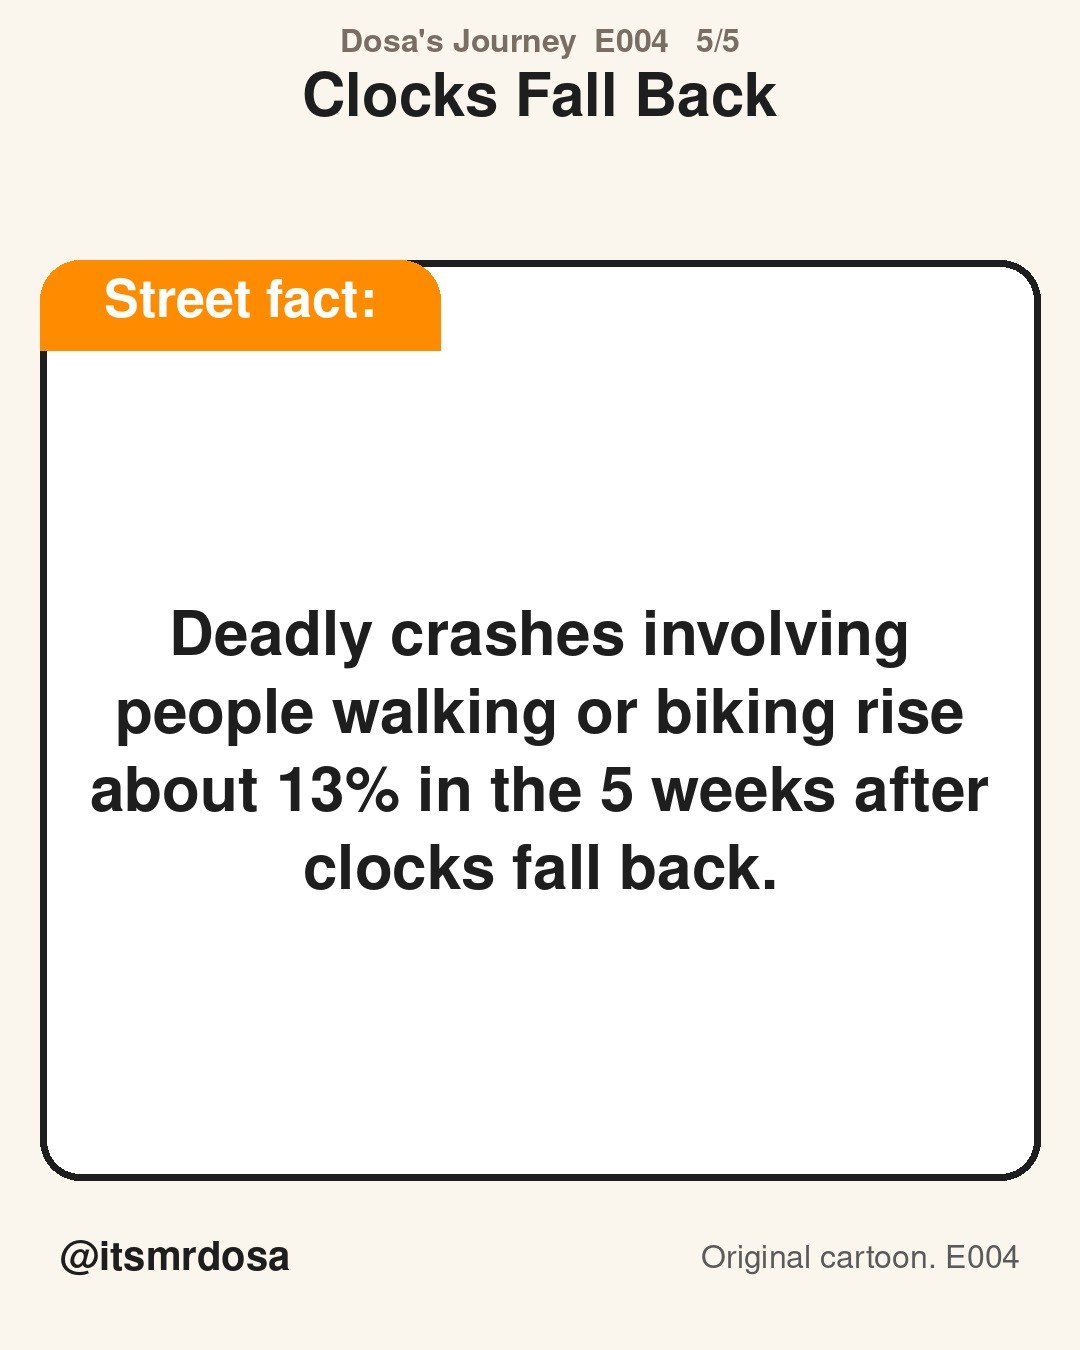 Dosa's Journey E004 5/5
Clocks Fall Back
Street fact:
Deadly crashes involving
people walking or biking rise
about 13% in the 5 weeks after
clocks fall back.
@itsmrdosa
Original cartoon. E004